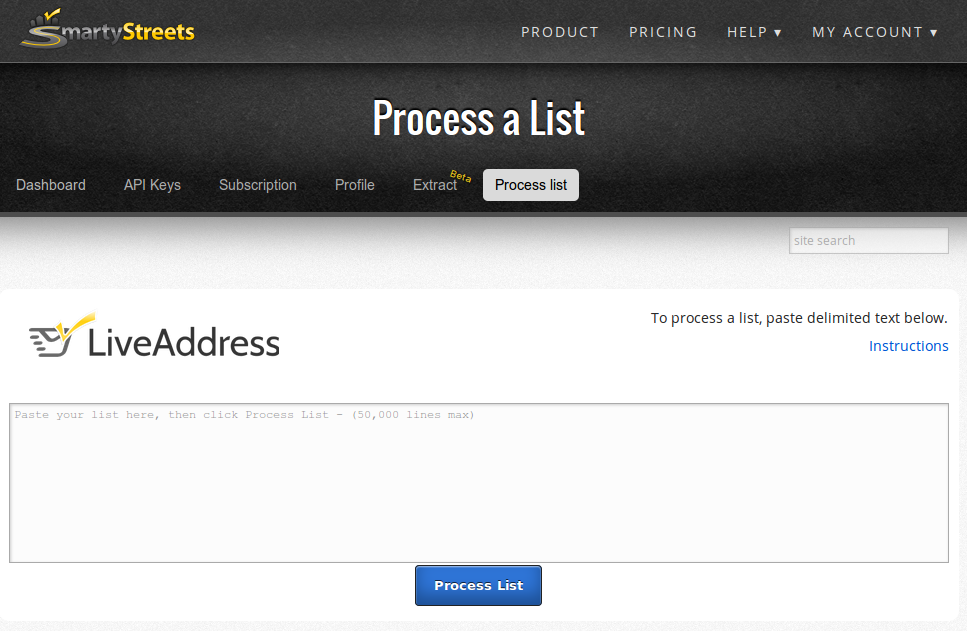 SmartyStreets
PRODUCT PRICING HELP ▾ MY ACCOUNT ▾
Process a List
Dashboard API Keys Subscription Profile Extract Beta Process list
site search
LiveAddress
To process a list, paste delimited text below.
Instructions
Paste your list here, then click Process List - (50,000 lines max)
Process List